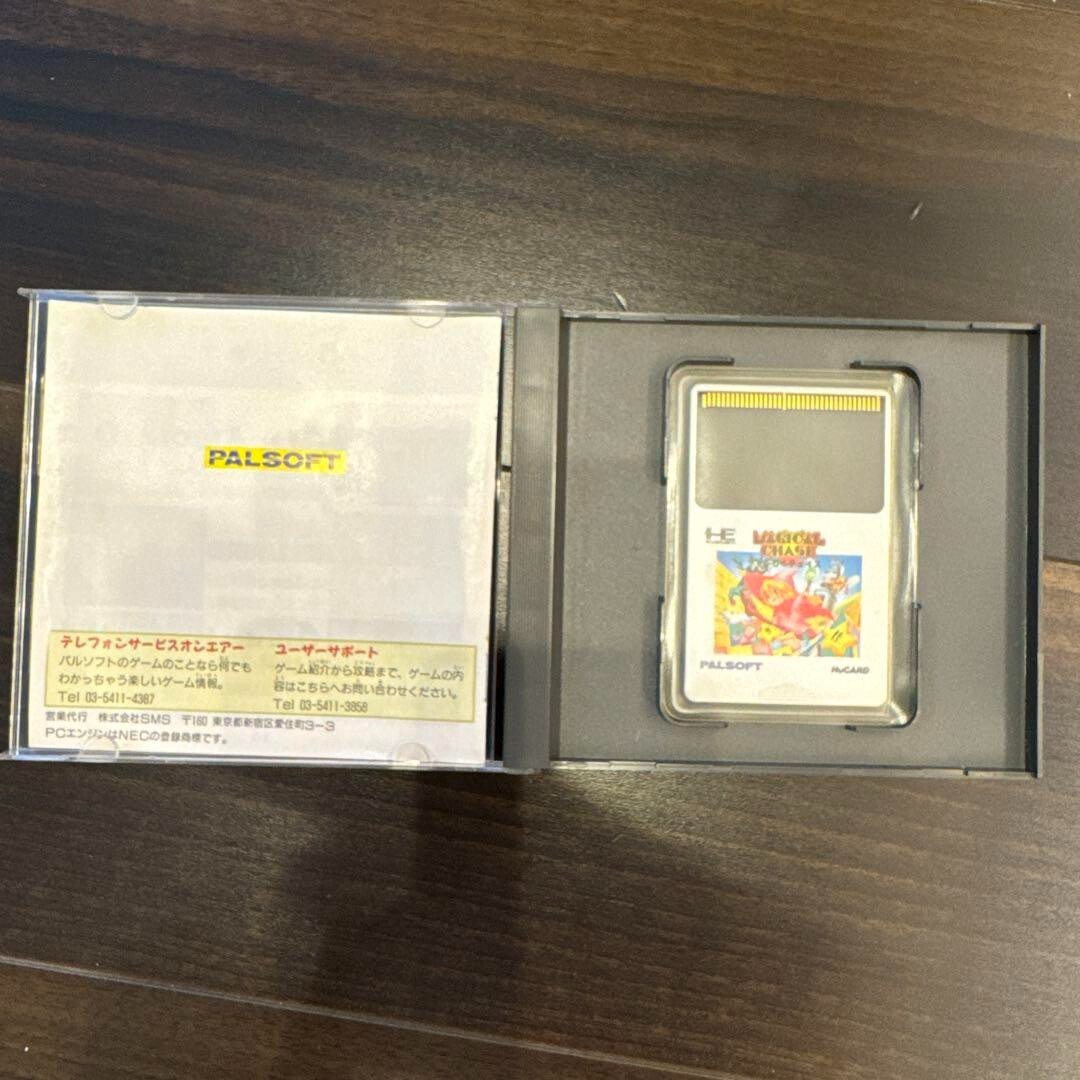 PALSOFT
テレフォンサービスオンエアー
パルソフトのゲームのことなら何でも
わかっちゃう楽しいゲーム情報。
Tel 03-5411-4387
ユーザーサポート
ゲーム紹介から攻略まで、ゲームの内
容はこちらへお問い合わせください。
Tel 03-5411-3858
営業代行 株式会社SMS 〒160 東京都新宿区愛住町3-3
PCエンジンはNECの登録商標です。
MAGICAL
CHASE
PALSOFT
HuCARD